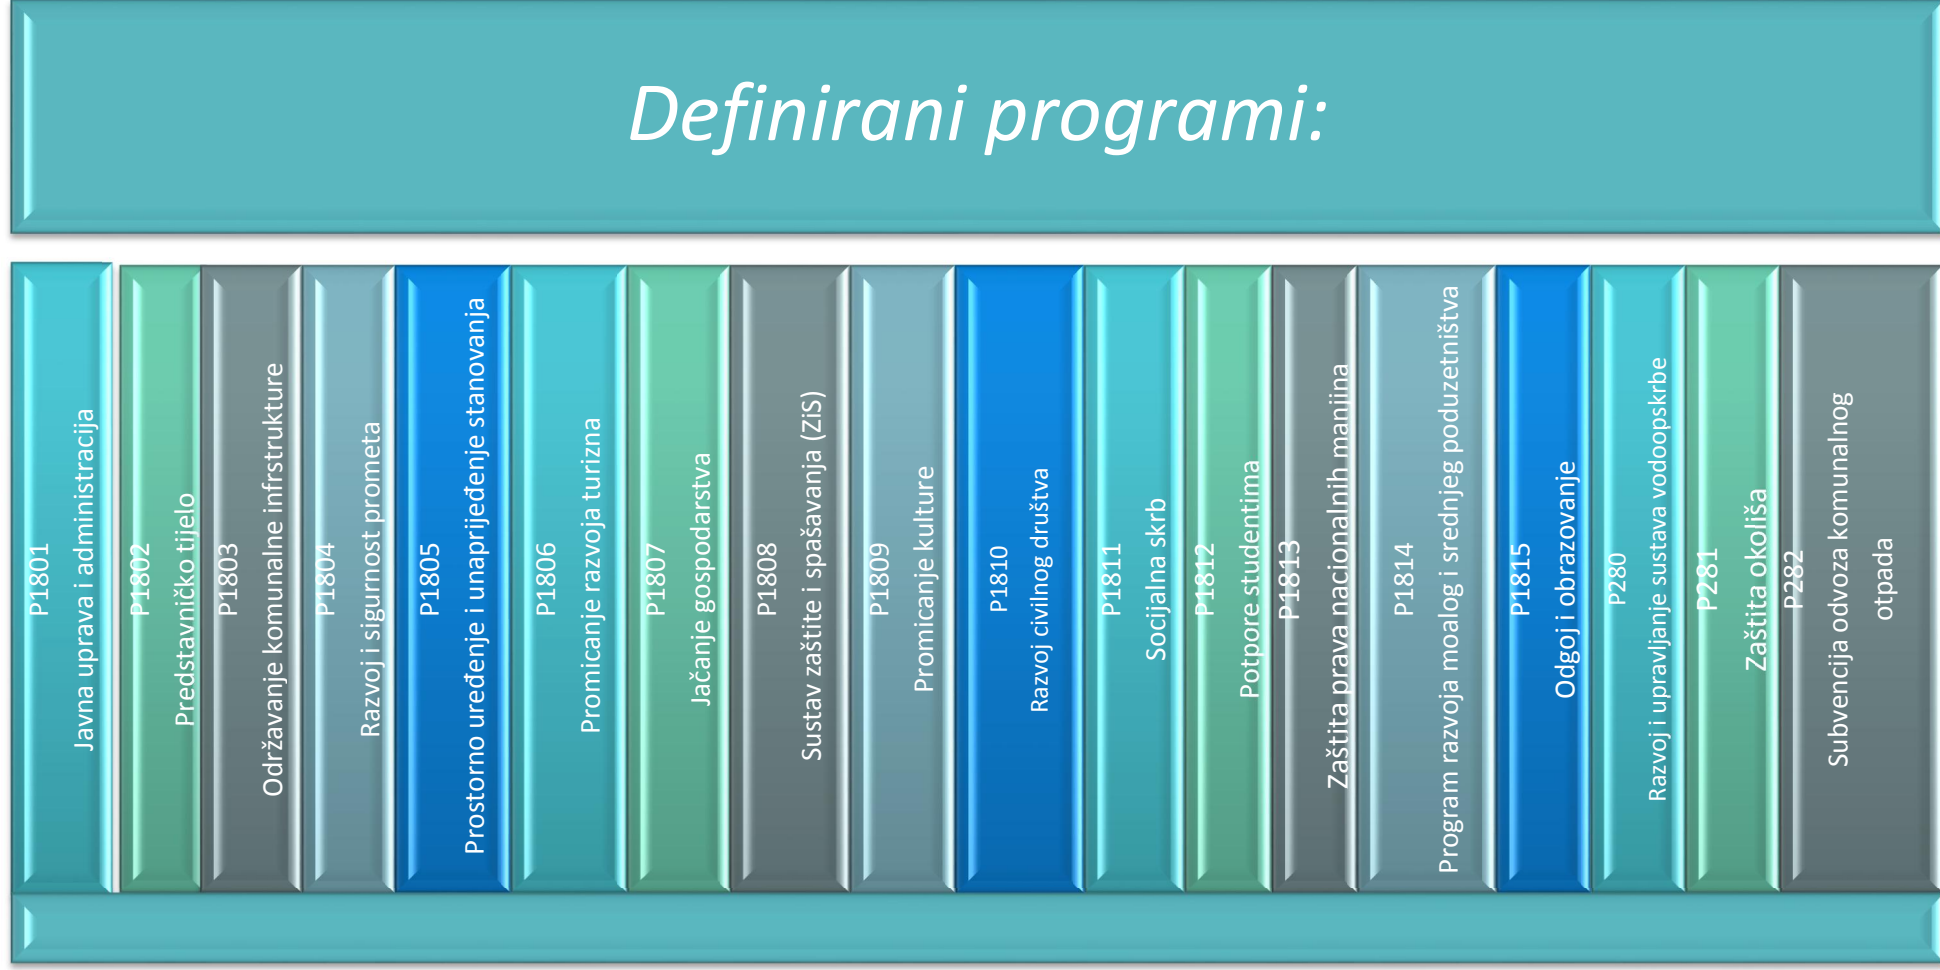 Definirani programi:
P1801
Javna uprava i administracija
P1802
Predstavničko tijelo
P1803
Održavanje komunalne infrstrukture
P1804
Razvoj i sigurnost prometa
P1805
Prostorno uređenje i unaprijeđenje stanovanja
P1806
Promicanje razvoja turizna
P1807
Jačanje gospodarstva
P1808
Sustav zaštite i spašavanja (ZiS)
P1809
Promicanje kulture
P1810
Razvoj civilnog društva
P1811
Socijalna skrb
P1812
Potpore studentima
P1813
Zaštita prava nacionalnih manjina
P1814
Program razvoja moalog i srednjeg poduzetništva
P1815
Odgoj i obrazovanje
P280
Razvoj i upravljanje sustava vodoopskrbe
P281
Zaštita okoliša
P282
Subvencija odvoza komunalnog
otpada